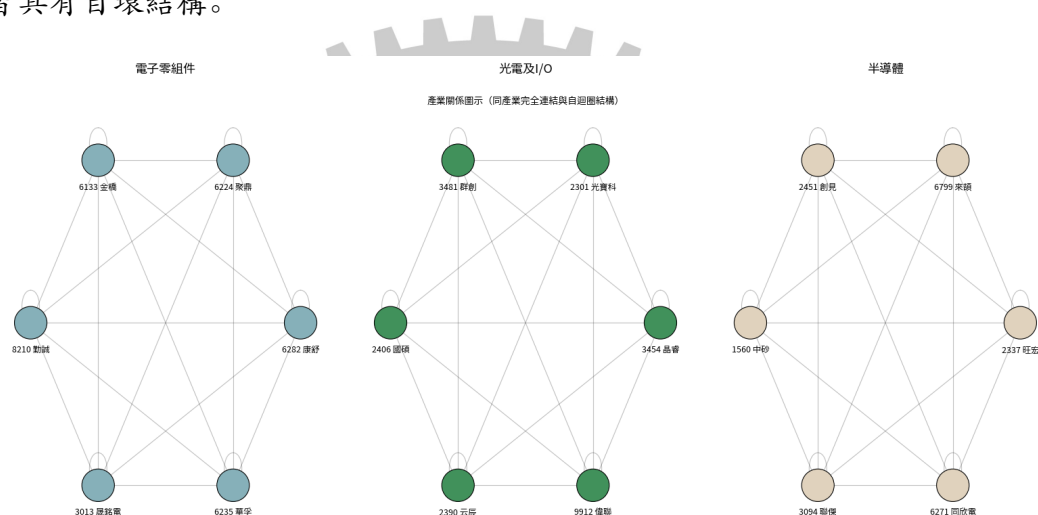 皆具有自環結構。
電子零組件
光電及I/O
半導體
產業關係圖示（同產業完全連結與自迴圈結構）
6133 金橋
6224 聚鼎
3481 群創
2301 光寶科
2451 創見
6799 來頡
8210 勤誠
6282 康舒
2406 國碩
3454 晶睿
1560 中砂
2337 旺宏
3013 晟銘電
6235 華孚
2390 云辰
9912 偉聯
3094 聯傑
6271 同欣電